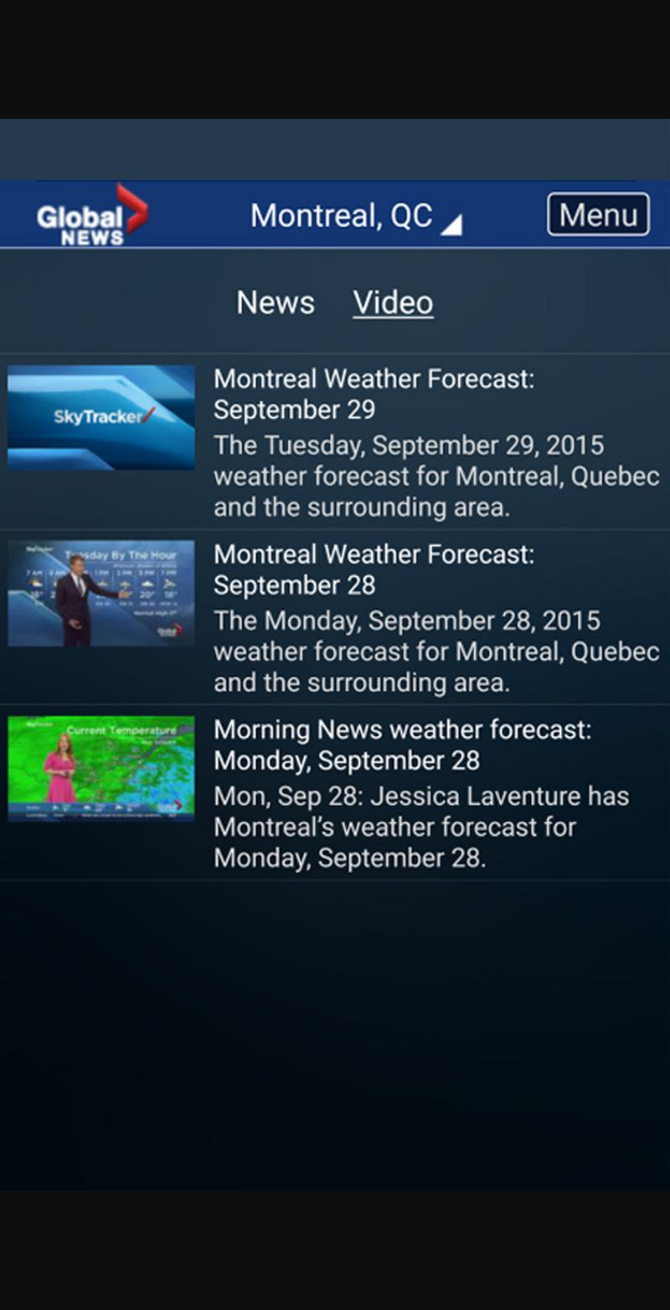 Global
NEWS
Montreal, QC
Menu
News
Video
SkyTracker
Montreal Weather Forecast:
September 29
The Tuesday, September 29, 2015
weather forecast for Montreal, Quebec
and the surrounding area.
Tuesday By The Hour
Montreal Weather Forecast:
September 28
The Monday, September 28, 2015
weather forecast for Montreal, Quebec
and the surrounding area.
Current Temperature
Morning News weather forecast:
Monday, September 28
Mon, Sep 28: Jessica Laventure has
Montreal’s weather forecast for
Monday, September 28.